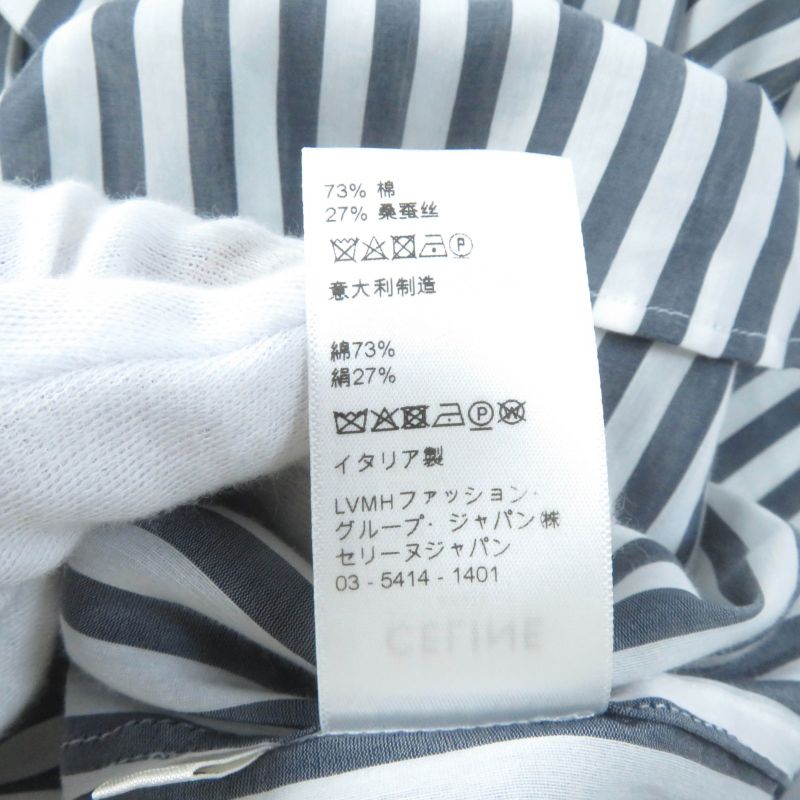 73% 棉
27% 桑蚕丝
P
意大利制造
綿73%
絹27%
P W
イタリア製
LVMHファッション・
グループ・ジャパン㈱
セリーヌジャパン
03 - 5414 - 1401
CELINE